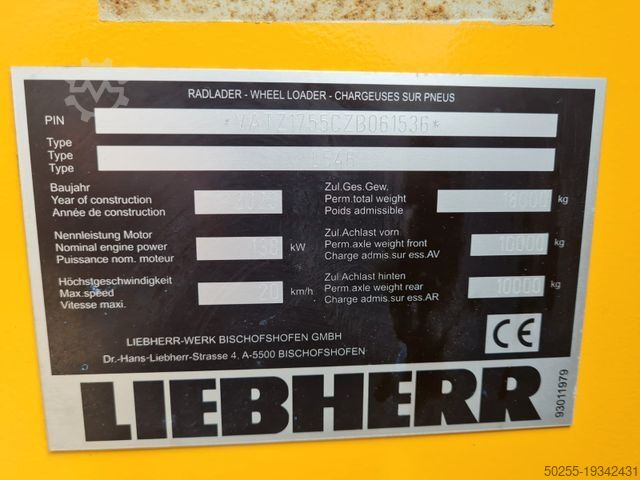 RADLADER - WHEEL LOADER - CHARGEUSES SUR PNEUS
PIN *VATZ1755CZB061536*
Type
Type L546
Type
Baujahr
Year of construction
Année de construction
Zul.Ges.Gew.
Perm.total weight 18000 kg
Poids admissible
Nennleistung Motor
Nominal engine power 138 kW
Puissance nom. moteur
Zul.Achlast vorn
Perm.axle weight front 10000 kg
Charge admis.sur ess.AV
Höchstgeschwindigkeit
Max.speed 20 km/h
Vitesse maxi.
Zul.Achlast hinten
Perm.axle weight rear 10000 kg
Charge admis.sur ess.AR
LIEBHERR-WERK BISCHOFSHOFEN GMBH
Dr.-Hans-Liebherr-Strasse 4, A-5500 BISCHOFSHOFEN
CE
LIEBHERR
93011979
50255-19342431